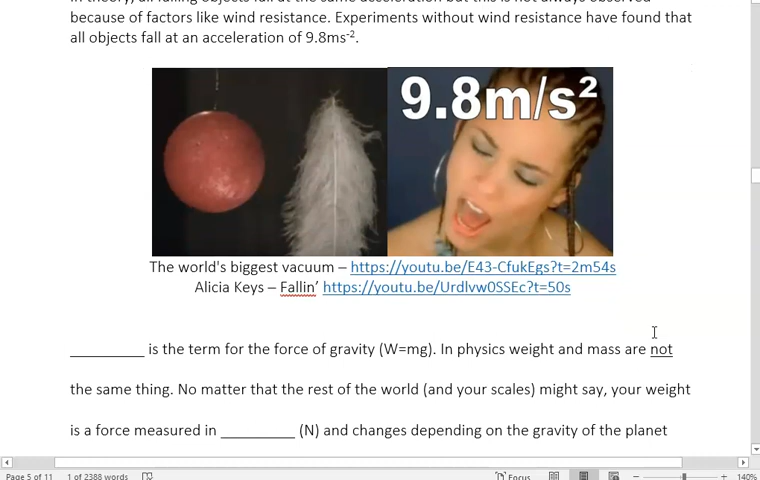 because of factors like wind resistance. Experiments without wind resistance have found that
all objects fall at an acceleration of 9.8ms⁻².
9.8m/s²
The world's biggest vacuum – https://youtu.be/E43-CfukEgs?t=2m54s
Alicia Keys – Fallin’ https://youtu.be/Urdlvw0SSEc?t=50s
_________ is the term for the force of gravity (W=mg). In physics weight and mass are not
the same thing. No matter that the rest of the world (and your scales) might say, your weight
is a force measured in _________ (N) and changes depending on the gravity of the planet
Page 5 of 11 1 of 2388 words Focus 140%